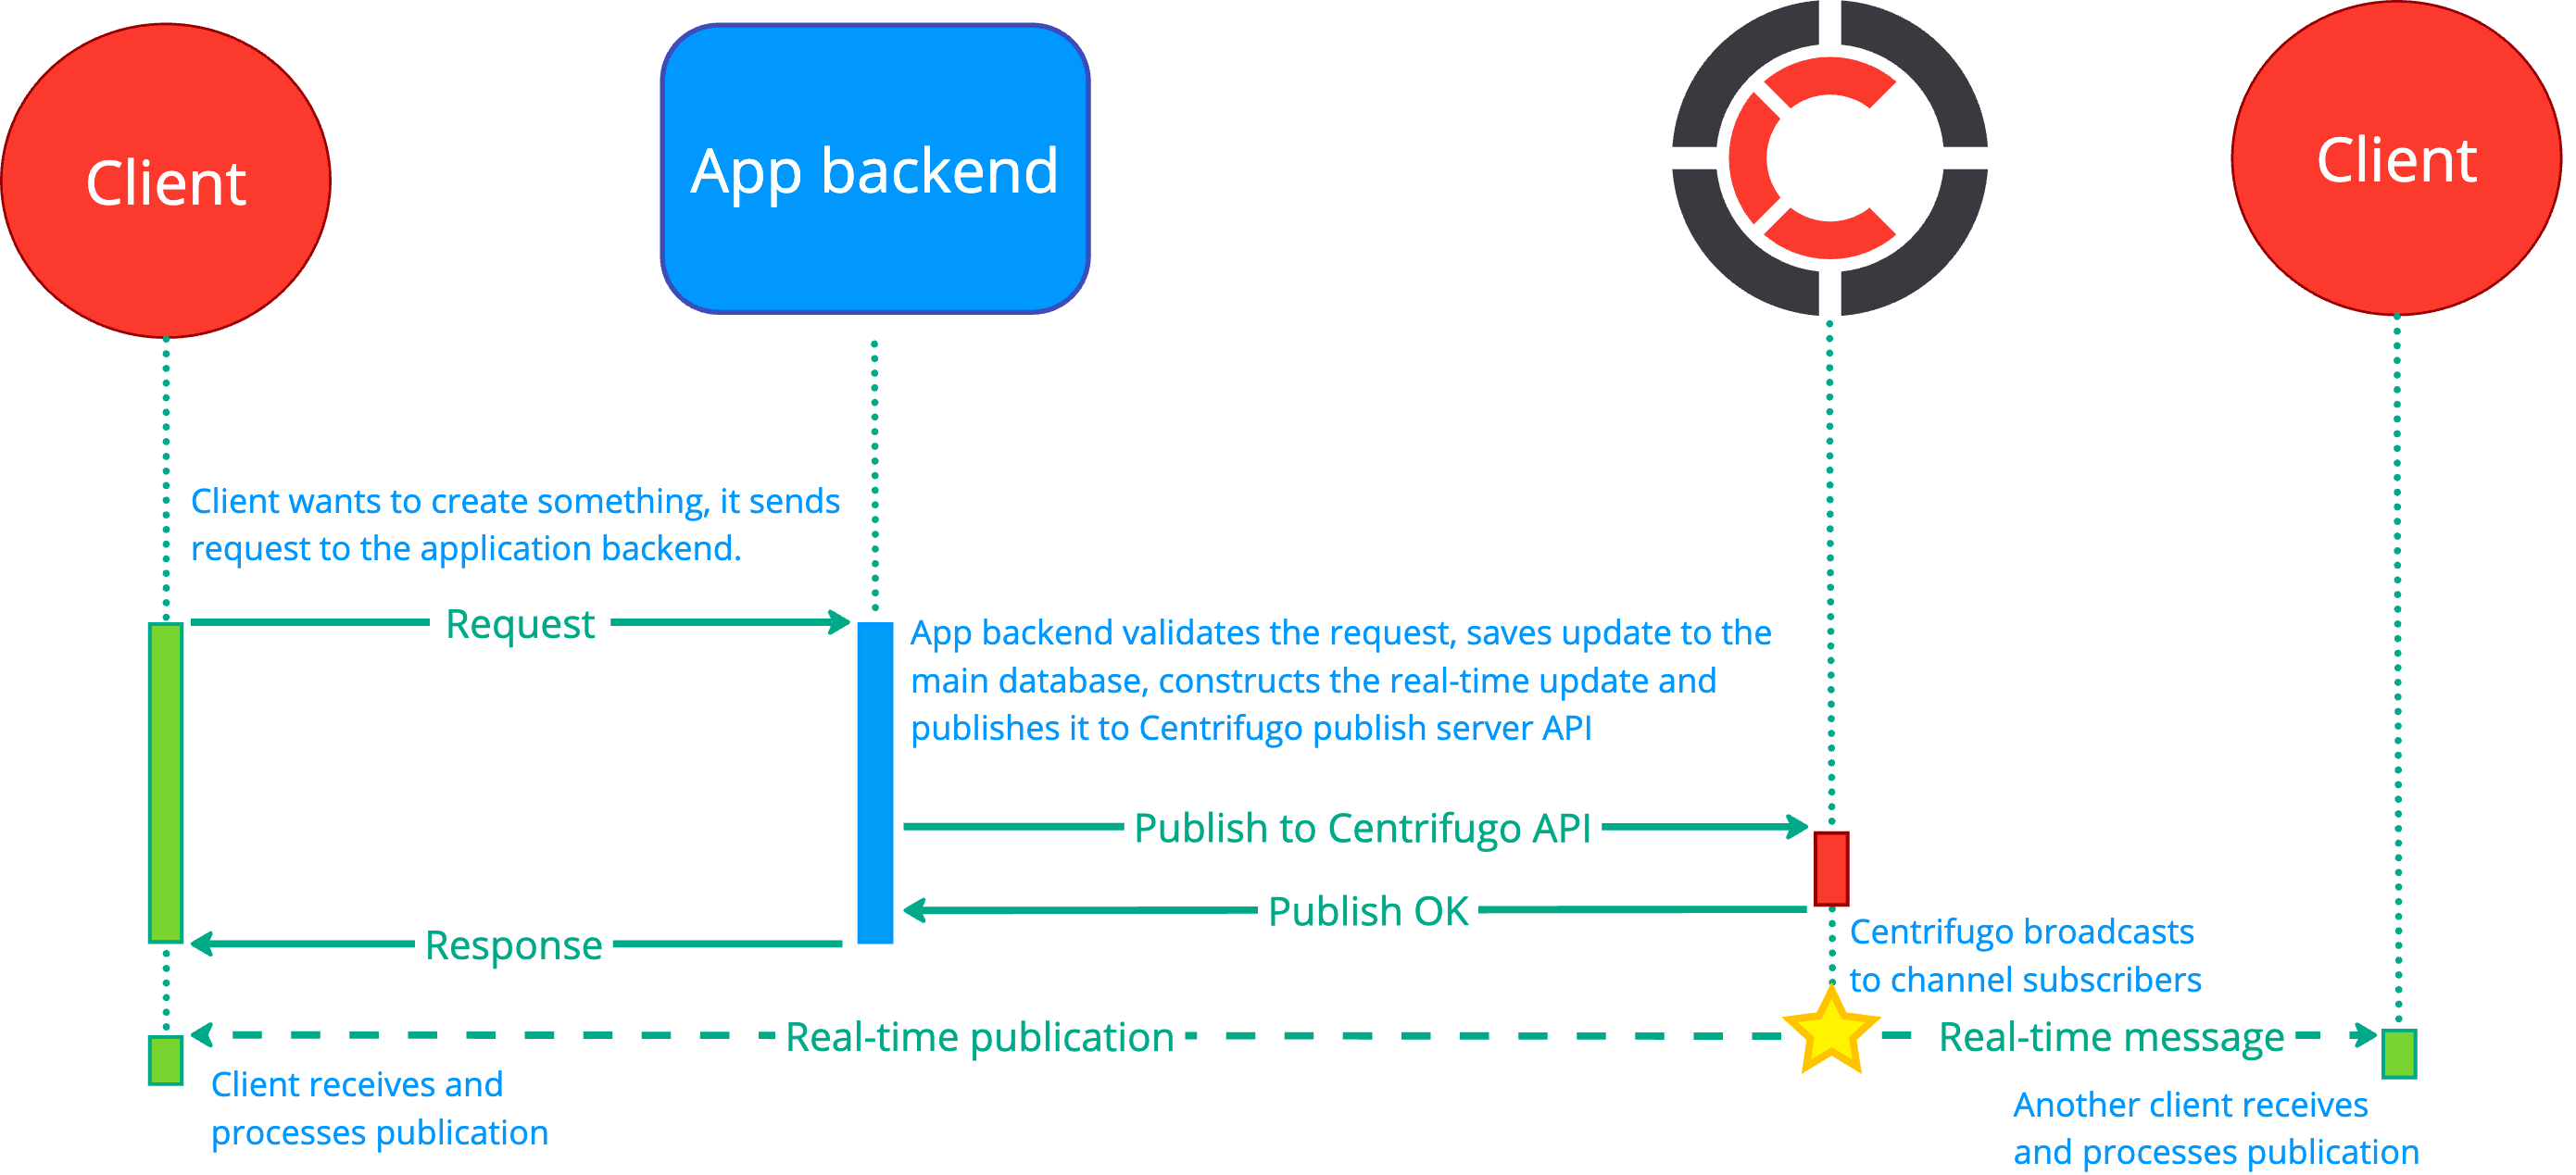 Client
App backend
Client
Client wants to create something, it sends
request to the application backend.
Request
App backend validates the request, saves update to the
main database, constructs the real-time update and
publishes it to Centrifugo publish server API
Publish to Centrifugo API
Publish OK
Response
Centrifugo broadcasts
to channel subscribers
Real-time publication
Real-time message
Client receives and
processes publication
Another client receives
and processes publication